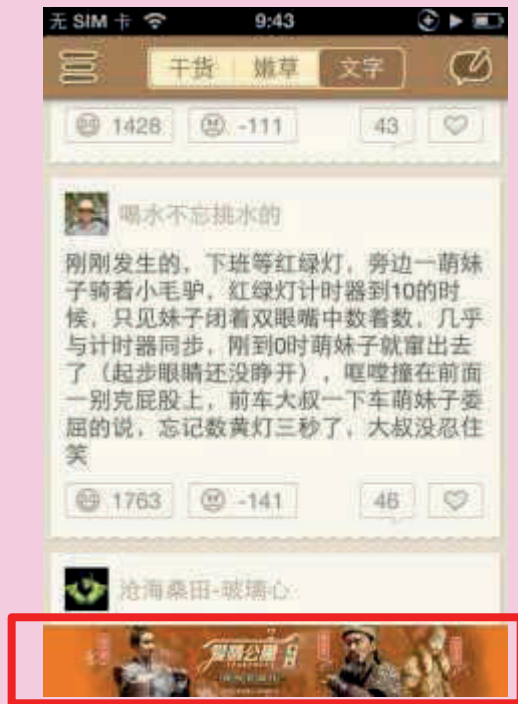 无 SIM 卡 9:43
干货 嫩草 文字
1428 -111 43
喝水不忘挑水的
刚刚发生的，下班等红绿灯，旁边一萌妹
子骑着小毛驴，红绿灯计时器到10的时
候，只见妹子闭着双眼嘴中数着数，几乎
与计时器同步，刚到0时萌妹子就窜出去
了（起步眼睛还没睁开），哐嘡撞在前面
一别克屁股上，前车大叔一下车萌妹子委
屈的说，忘记数黄灯三秒了，大叔没忍住
笑
1763 -141 46
沧海桑田-玻璃心